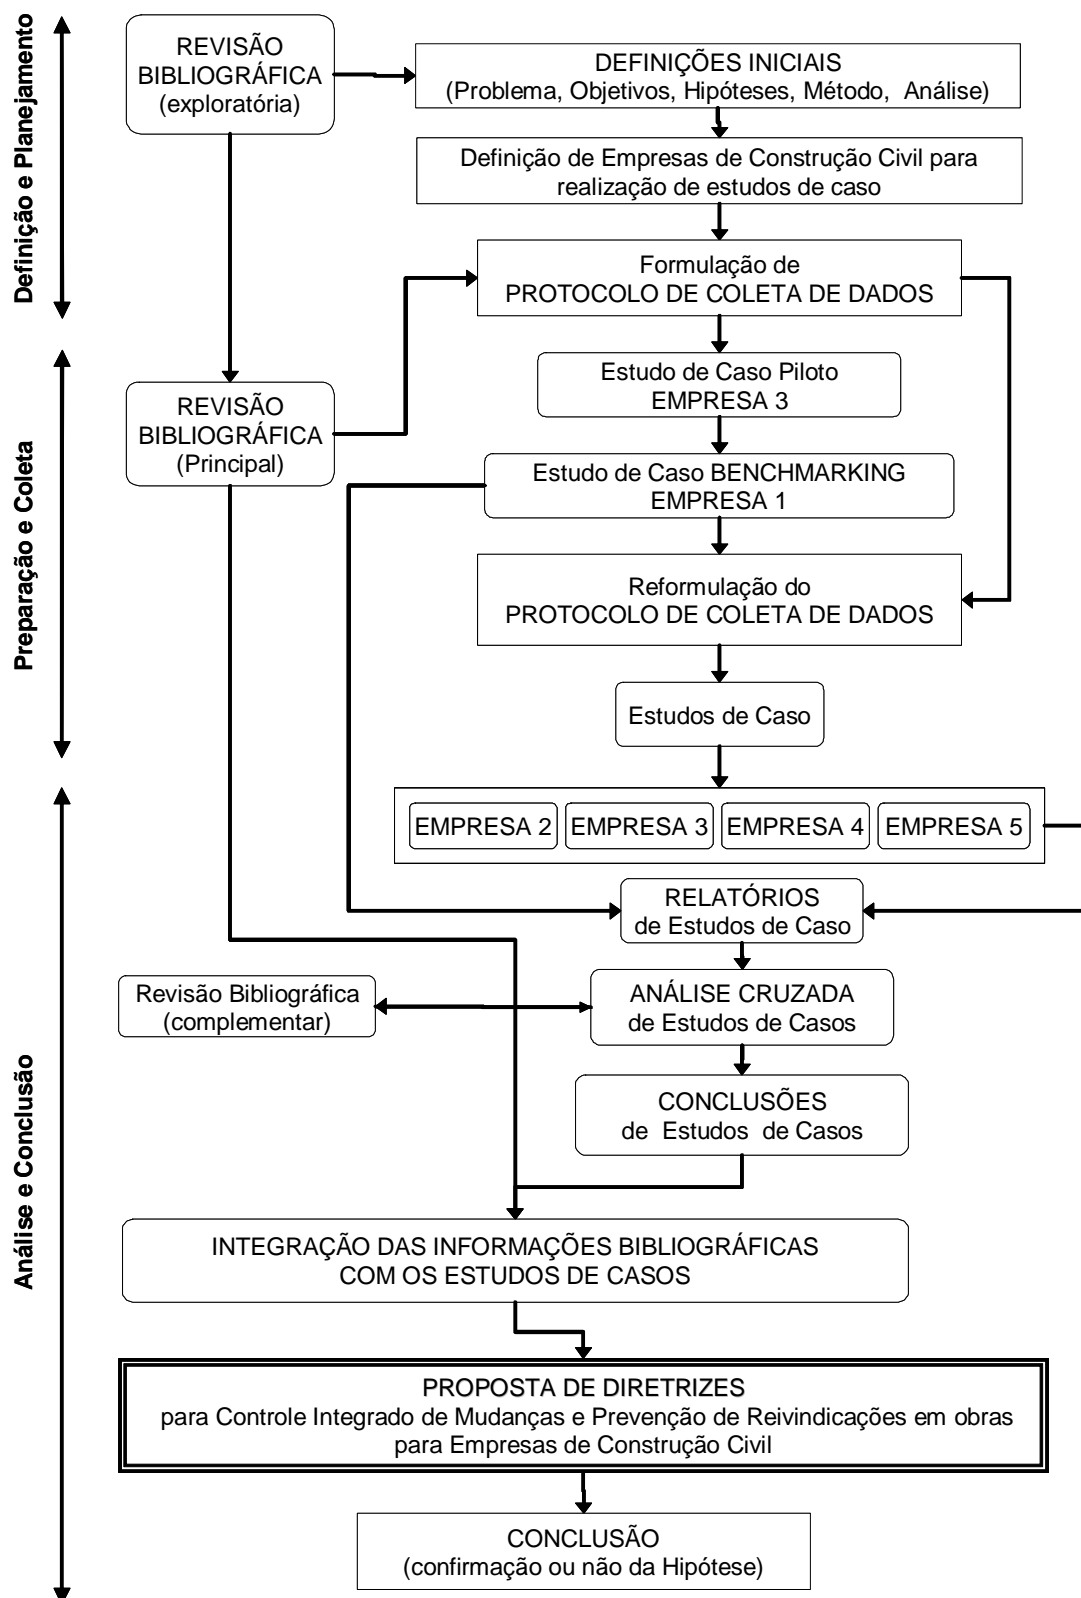 Definição e Planejamento
REVISÃO
BIBLIOGRÁFICA
(exploratória)
DEFINIÇÕES INICIAIS
(Problema, Objetivos, Hipóteses, Método, Análise)
Definição de Empresas de Construção Civil para
realização de estudos de caso
Formulação de
PROTOCOLO DE COLETA DE DADOS
Preparação e Coleta
Estudo de Caso Piloto
EMPRESA 3
REVISÃO
BIBLIOGRÁFICA
(Principal)
Estudo de Caso BENCHMARKING
EMPRESA 1
Reformulação do
PROTOCOLO DE COLETA DE DADOS
Estudos de Caso
Análise e Conclusão
EMPRESA 2
EMPRESA 3
EMPRESA 4
EMPRESA 5
RELATÓRIOS
de Estudos de Caso
Revisão Bibliográfica
(complementar)
ANÁLISE CRUZADA
de Estudos de Casos
CONCLUSÕES
de Estudos de Casos
INTEGRAÇÃO DAS INFORMAÇÕES BIBLIOGRÁFICAS
COM OS ESTUDOS DE CASOS
PROPOSTA DE DIRETRIZES
para Controle Integrado de Mudanças e Prevenção de Reivindicações em obras
para Empresas de Construção Civil
CONCLUSÃO
(confirmação ou não da Hipótese)